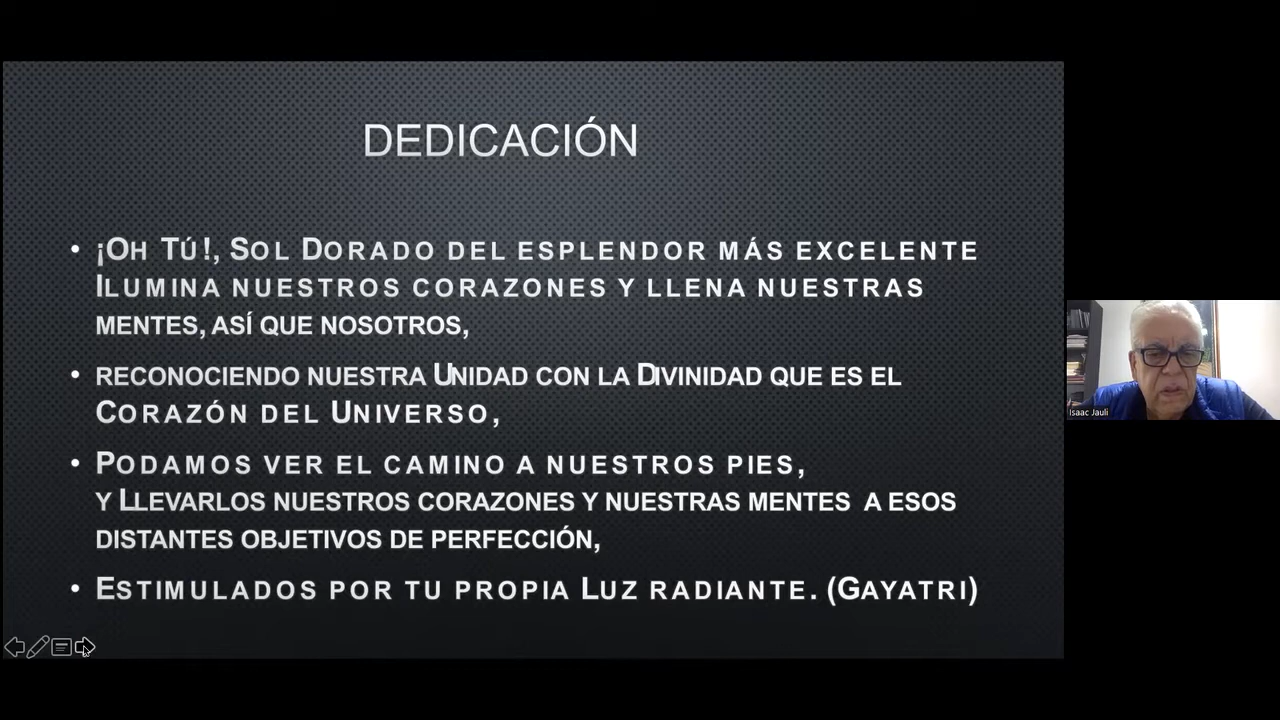 DEDICACIÓN
• ¡OH TÚ!, SOL DORADO DEL ESPLENDOR MÁS EXCELENTE
ILUMINA NUESTROS CORAZONES Y LLENA NUESTRAS
MENTES, ASÍ QUE NOSOTROS,
• RECONOCIENDO NUESTRA UNIDAD CON LA DIVINIDAD QUE ES EL
CORAZÓN DEL UNIVERSO,
• PODAMOS VER EL CAMINO A NUESTROS PIES,
Y LLEVARLOS NUESTROS CORAZONES Y NUESTRAS MENTES A ESOS
DISTANTES OBJETIVOS DE PERFECCIÓN,
• ESTIMULADOS POR TU PROPIA LUZ RADIANTE. (GAYATRI)
Isaac Jauli